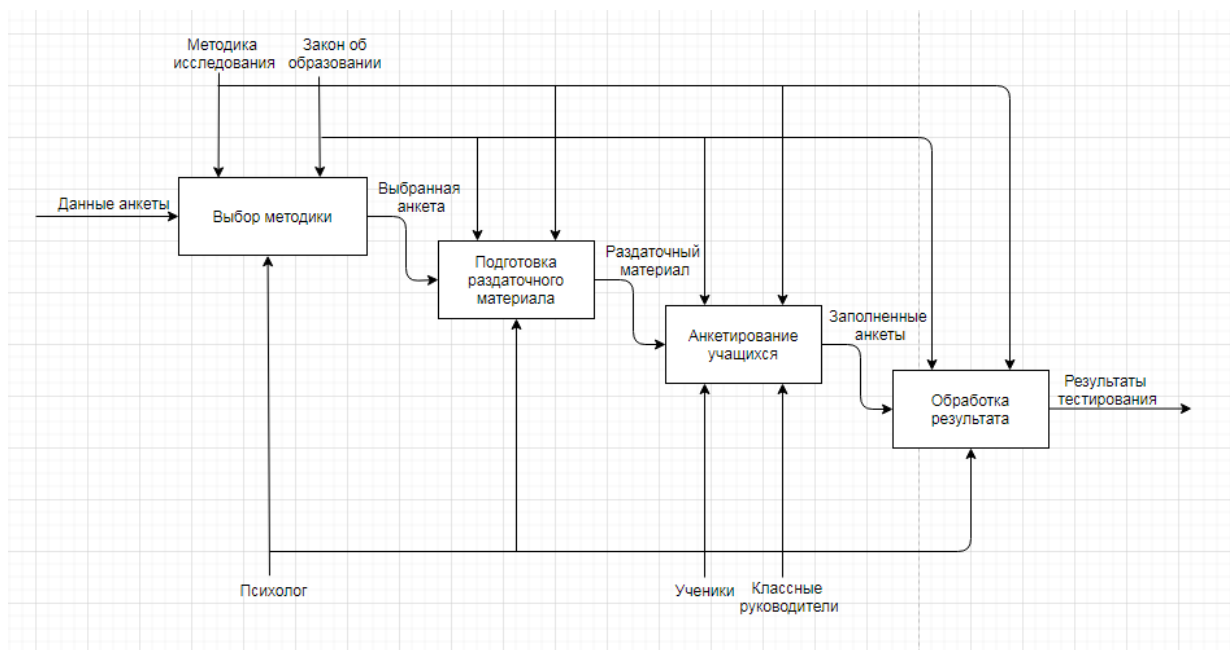 Методика
исследования
Закон об
образовании
Данные анкеты
Выбор методики
Выбранная
анкета
Подготовка
раздаточного
материала
Раздаточный
материал
Анкетирование
учащихся
Заполненные
анкеты
Обработка
результата
Результаты
тестирования
Психолог
Ученики
Классные
руководители